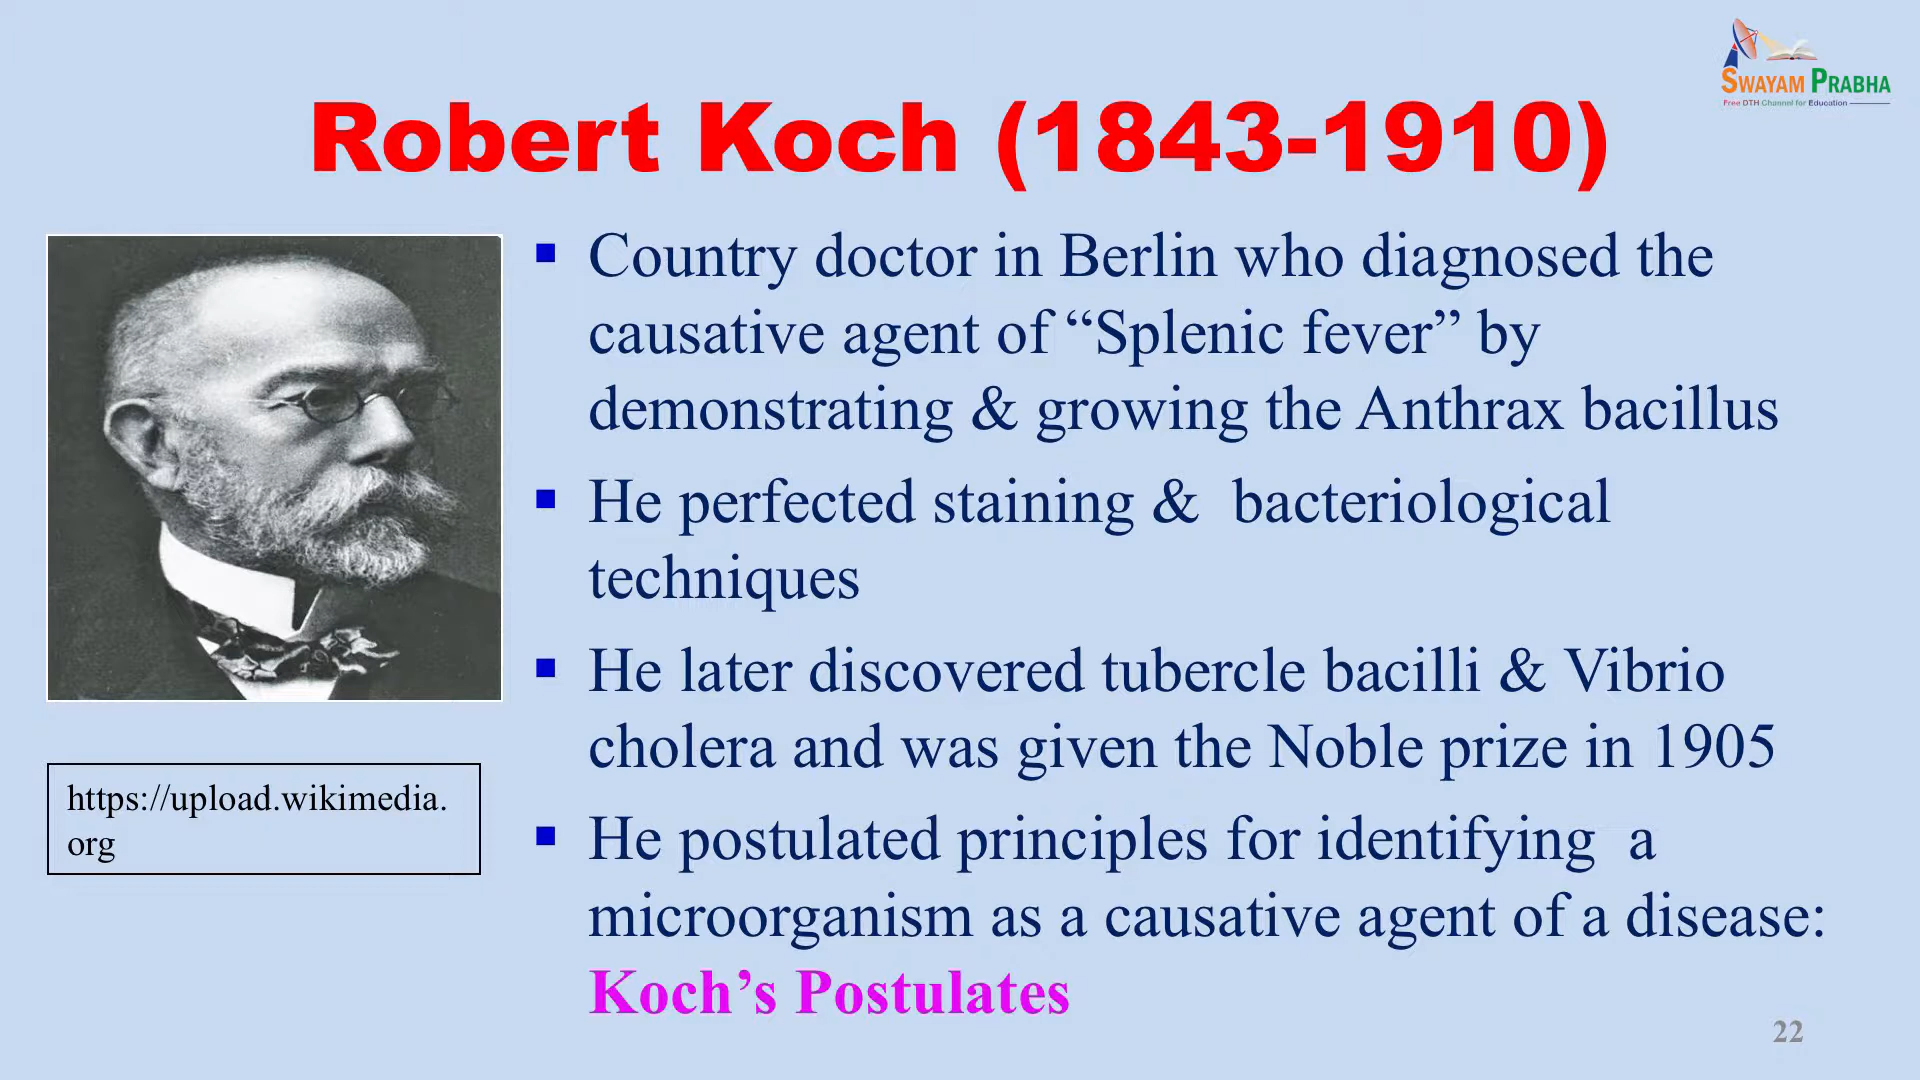 SWAYAM PRABHA
Free DTH Channel for Education
Robert Koch (1843-1910)
Country doctor in Berlin who diagnosed the
causative agent of “Splenic fever” by
demonstrating & growing the Anthrax bacillus
He perfected staining & bacteriological
techniques
He later discovered tubercle bacilli & Vibrio
cholera and was given the Noble prize in 1905
He postulated principles for identifying a
microorganism as a causative agent of a disease:
Koch’s Postulates
https://upload.wikimedia.
org
22